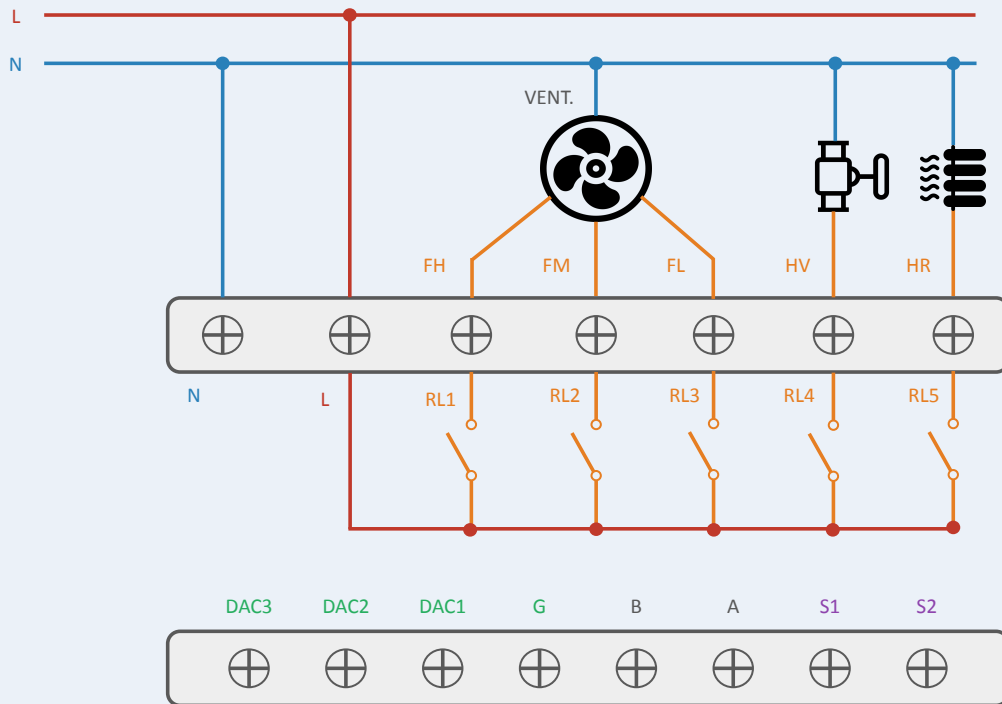 L
N
VENT.
FH FM FL HV HR
N L RL1 RL2 RL3 RL4 RL5
DAC3 DAC2 DAC1 G B A S1 S2